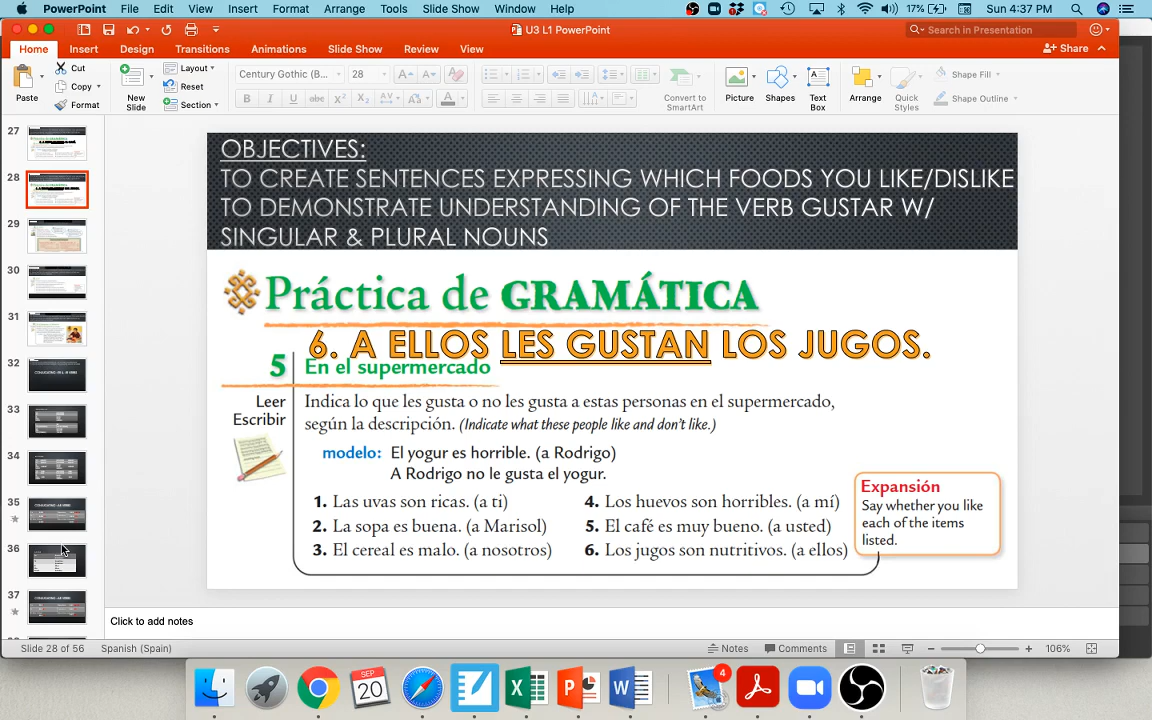 PowerPoint File Edit View Insert Format Arrange Tools Slide Show Window Help 17% Sun 4:37 PM
U3 L1 PowerPoint Search in Presentation
Home Insert Design Transitions Animations Slide Show Review View Share
Paste Cut Copy Format New Slide Layout Reset Section Century Gothic (B... 28 Convert to SmartArt Picture Shapes Text Box Arrange Quick Styles Shape Fill Shape Outline
B I U abc X² X₂ AV Aa A
27
28
29
30
31
32
33
34
35
36
37
OBJECTIVES:
TO CREATE SENTENCES EXPRESSING WHICH FOODS YOU LIKE/DISLIKE
TO DEMONSTRATE UNDERSTANDING OF THE VERB GUSTAR W/
SINGULAR & PLURAL NOUNS
Práctica de GRAMÁTICA
6. A ELLOS LES GUSTAN LOS JUGOS.
5 En el supermercado
Leer
Escribir
Indica lo que les gusta o no les gusta a estas personas en el supermercado,
según la descripción. (Indicate what these people like and don't like.)
modelo: El yogur es horrible. (a Rodrigo)
A Rodrigo no le gusta el yogur.
1. Las uvas son ricas. (a ti)
2. La sopa es buena. (a Marisol)
3. El cereal es malo. (a nosotros)
4. Los huevos son horribles. (a mí)
5. El café es muy bueno. (a usted)
6. Los jugos son nutritivos. (a ellos)
Expansión
Say whether you like
each of the items
listed.
Click to add notes
Slide 28 of 56 Spanish (Spain) Notes Comments 106%
SEP
20
4